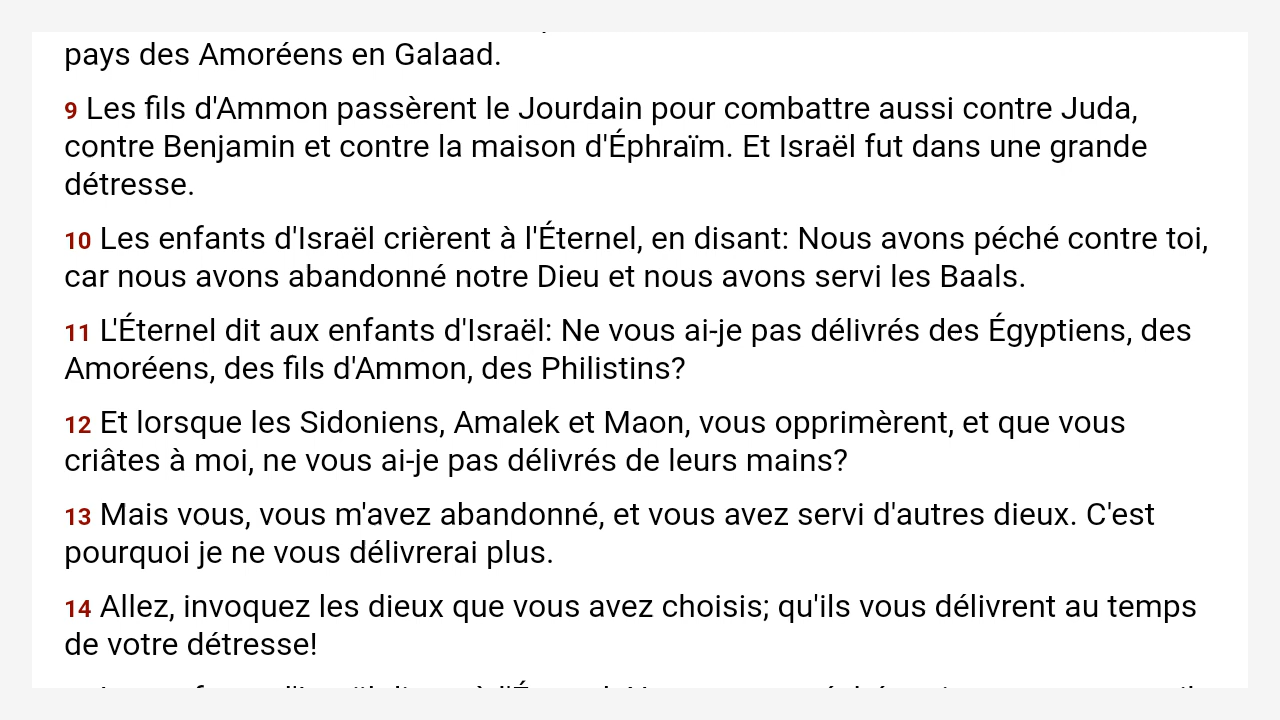 pays des Amoréens en Galaad.
9 Les fils d'Ammon passèrent le Jourdain pour combattre aussi contre Juda,
contre Benjamin et contre la maison d'Éphraïm. Et Israël fut dans une grande
détresse.
10 Les enfants d'Israël crièrent à l'Éternel, en disant: Nous avons péché contre toi,
car nous avons abandonné notre Dieu et nous avons servi les Baals.
11 L'Éternel dit aux enfants d'Israël: Ne vous ai-je pas délivrés des Égyptiens, des
Amoréens, des fils d'Ammon, des Philistins?
12 Et lorsque les Sidoniens, Amalek et Maon, vous opprimèrent, et que vous
criâtes à moi, ne vous ai-je pas délivrés de leurs mains?
13 Mais vous, vous m'avez abandonné, et vous avez servi d'autres dieux. C'est
pourquoi je ne vous délivrerai plus.
14 Allez, invoquez les dieux que vous avez choisis; qu'ils vous délivrent au temps
de votre détresse!